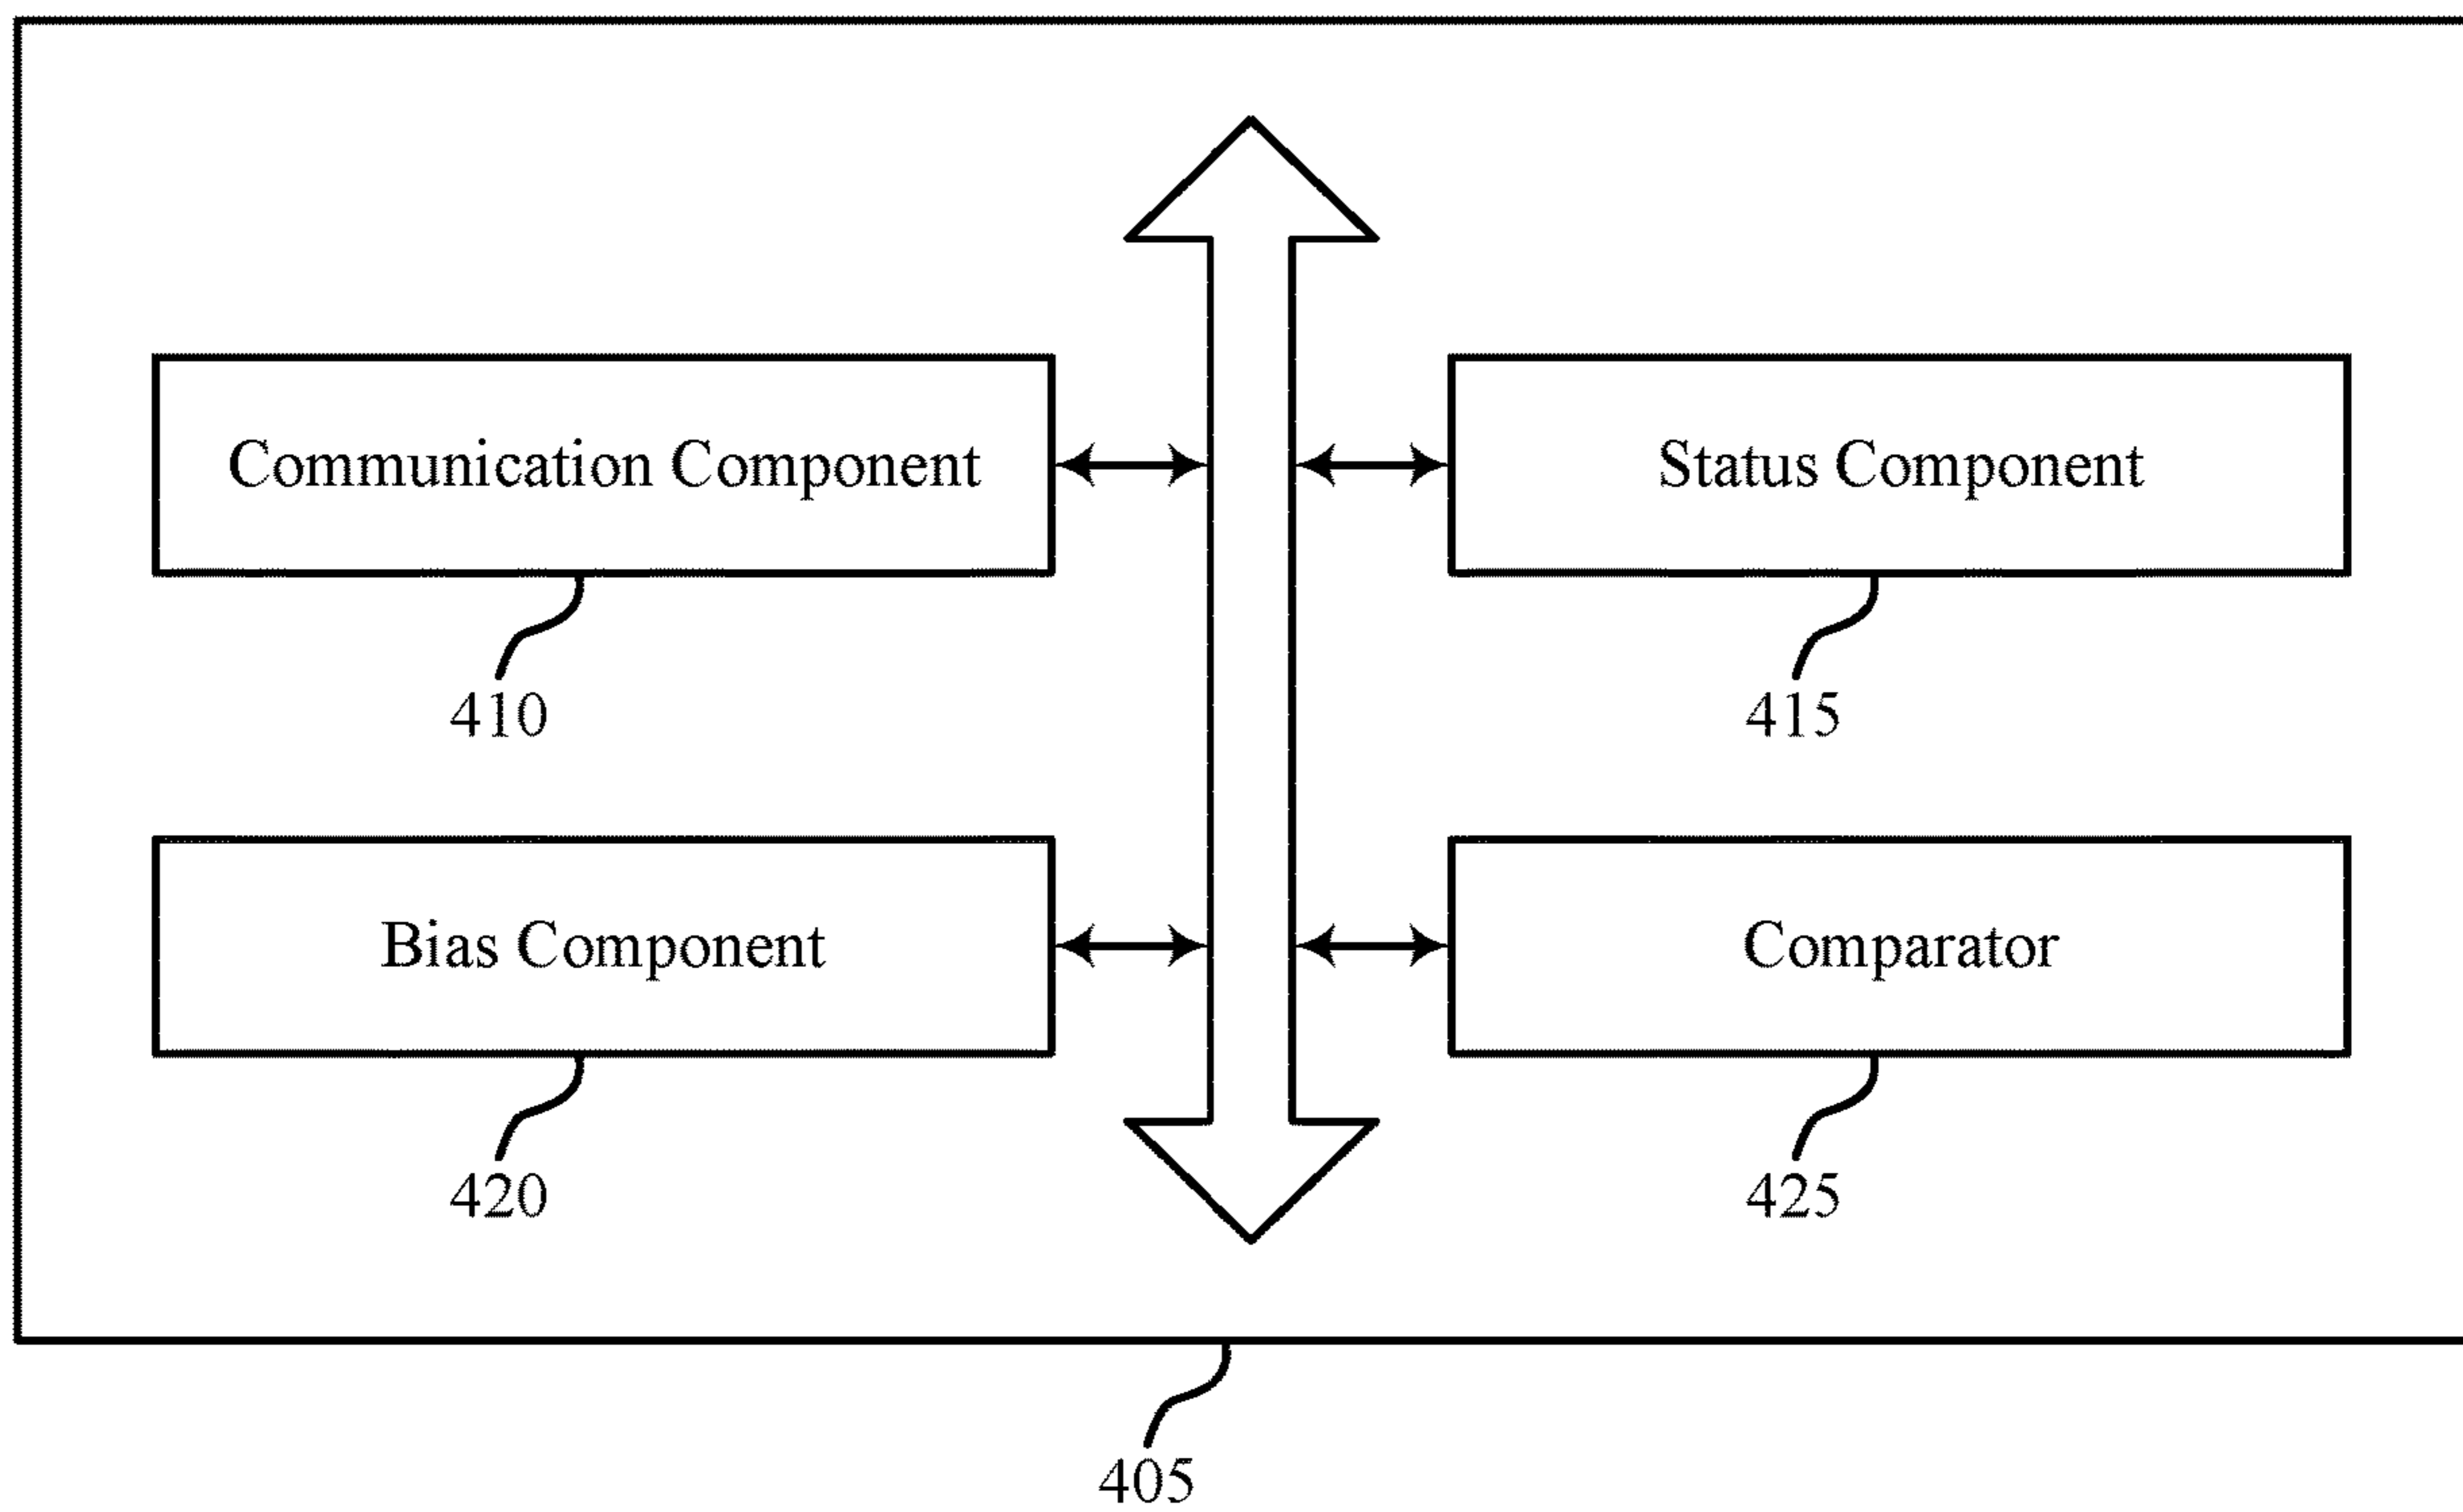 Communication Component
Status Component
410
415
Bias Component
Comparator
420
425
405